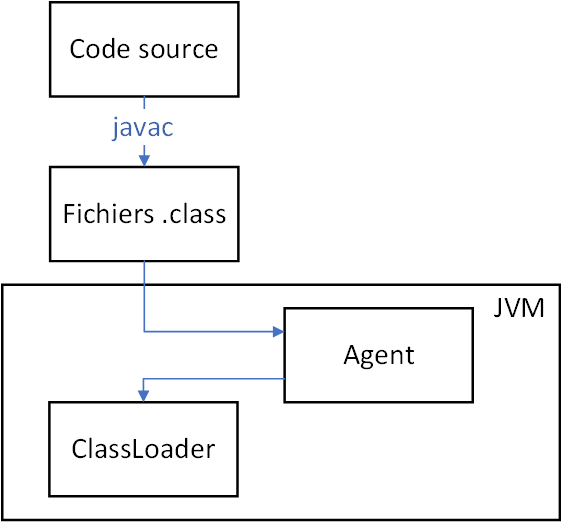 Code source
javac
Fichiers .class
JVM
Agent
ClassLoader